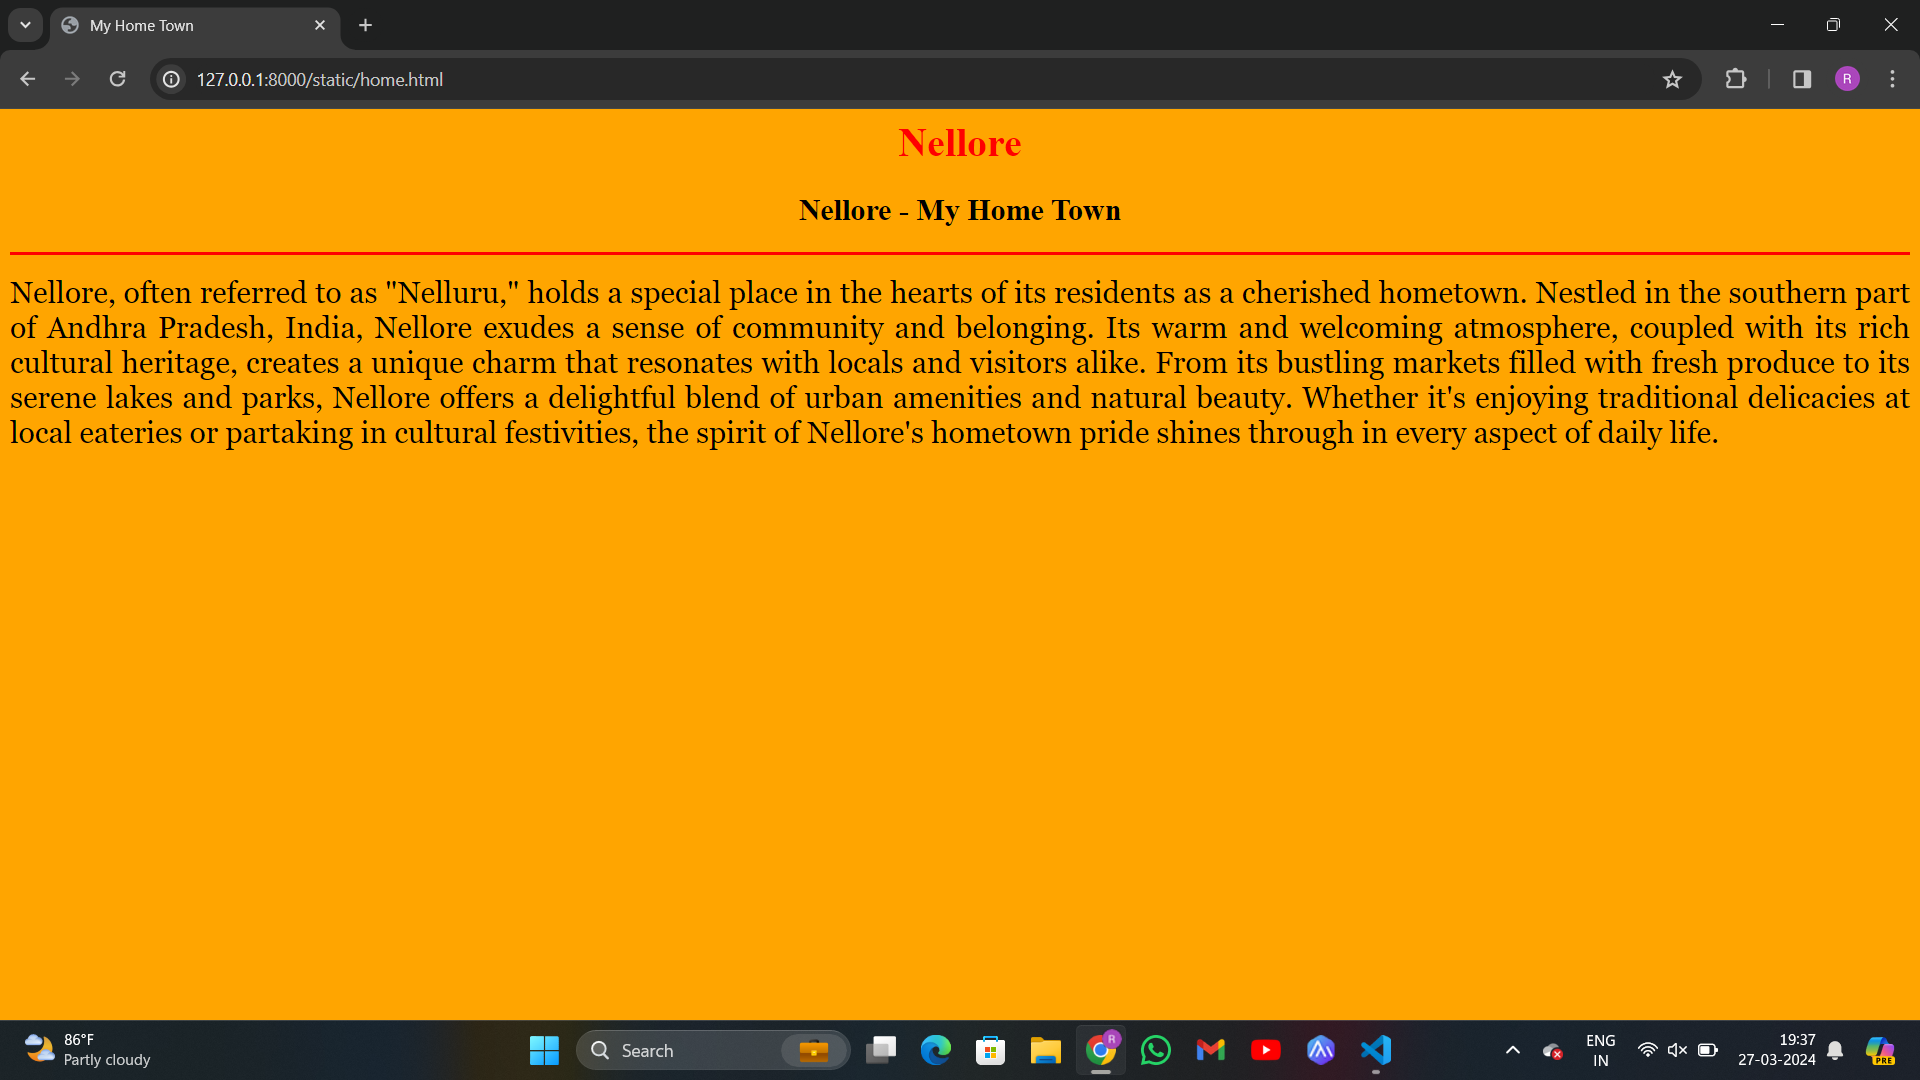 My Home Town
127.0.0.1:8000/static/home.html
R
Nellore
Nellore - My Home Town
Nellore, often referred to as "Nelluru," holds a special place in the hearts of its residents as a cherished hometown. Nestled in the southern part
of Andhra Pradesh, India, Nellore exudes a sense of community and belonging. Its warm and welcoming atmosphere, coupled with its rich
cultural heritage, creates a unique charm that resonates with locals and visitors alike. From its bustling markets filled with fresh produce to its
serene lakes and parks, Nellore offers a delightful blend of urban amenities and natural beauty. Whether it's enjoying traditional delicacies at
local eateries or partaking in cultural festivities, the spirit of Nellore's hometown pride shines through in every aspect of daily life.
86°F
Partly cloudy
Search
R
ENG
IN
19:37
27-03-2024
PRE